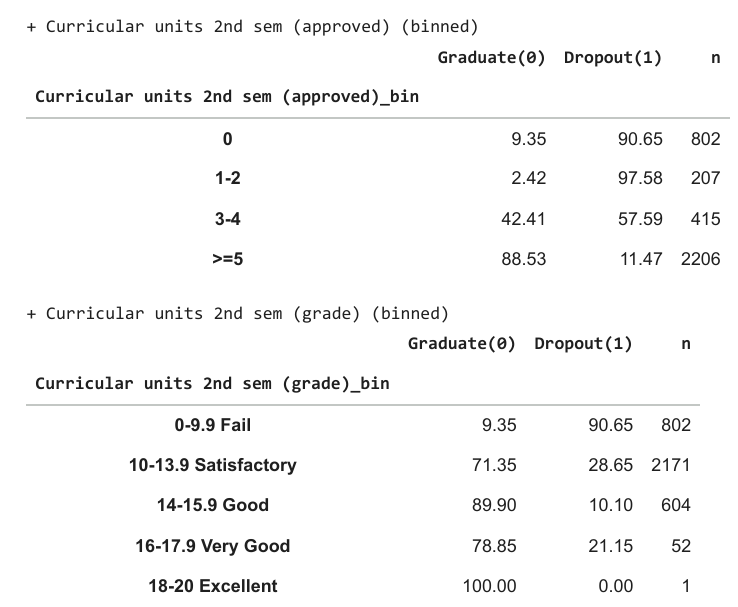 + Curricular units 2nd sem (approved) (binned)
Graduate(0) Dropout(1) n
Curricular units 2nd sem (approved)_bin
0 9.35 90.65 802
1-2 2.42 97.58 207
3-4 42.41 57.59 415
>=5 88.53 11.47 2206
+ Curricular units 2nd sem (grade) (binned)
Graduate(0) Dropout(1) n
Curricular units 2nd sem (grade)_bin
0-9.9 Fail 9.35 90.65 802
10-13.9 Satisfactory 71.35 28.65 2171
14-15.9 Good 89.90 10.10 604
16-17.9 Very Good 78.85 21.15 52
18-20 Excellent 100.00 0.00 1